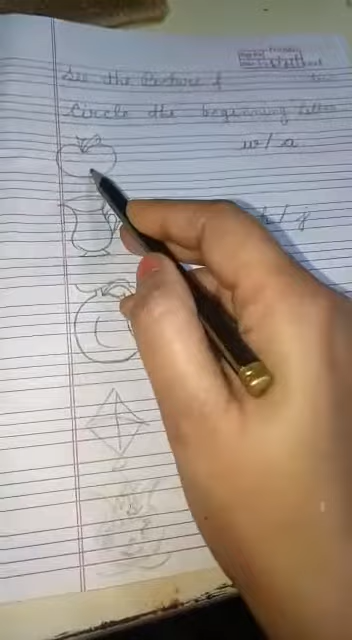 See the Picture &
Circle the beginning letter
w / a
h / j